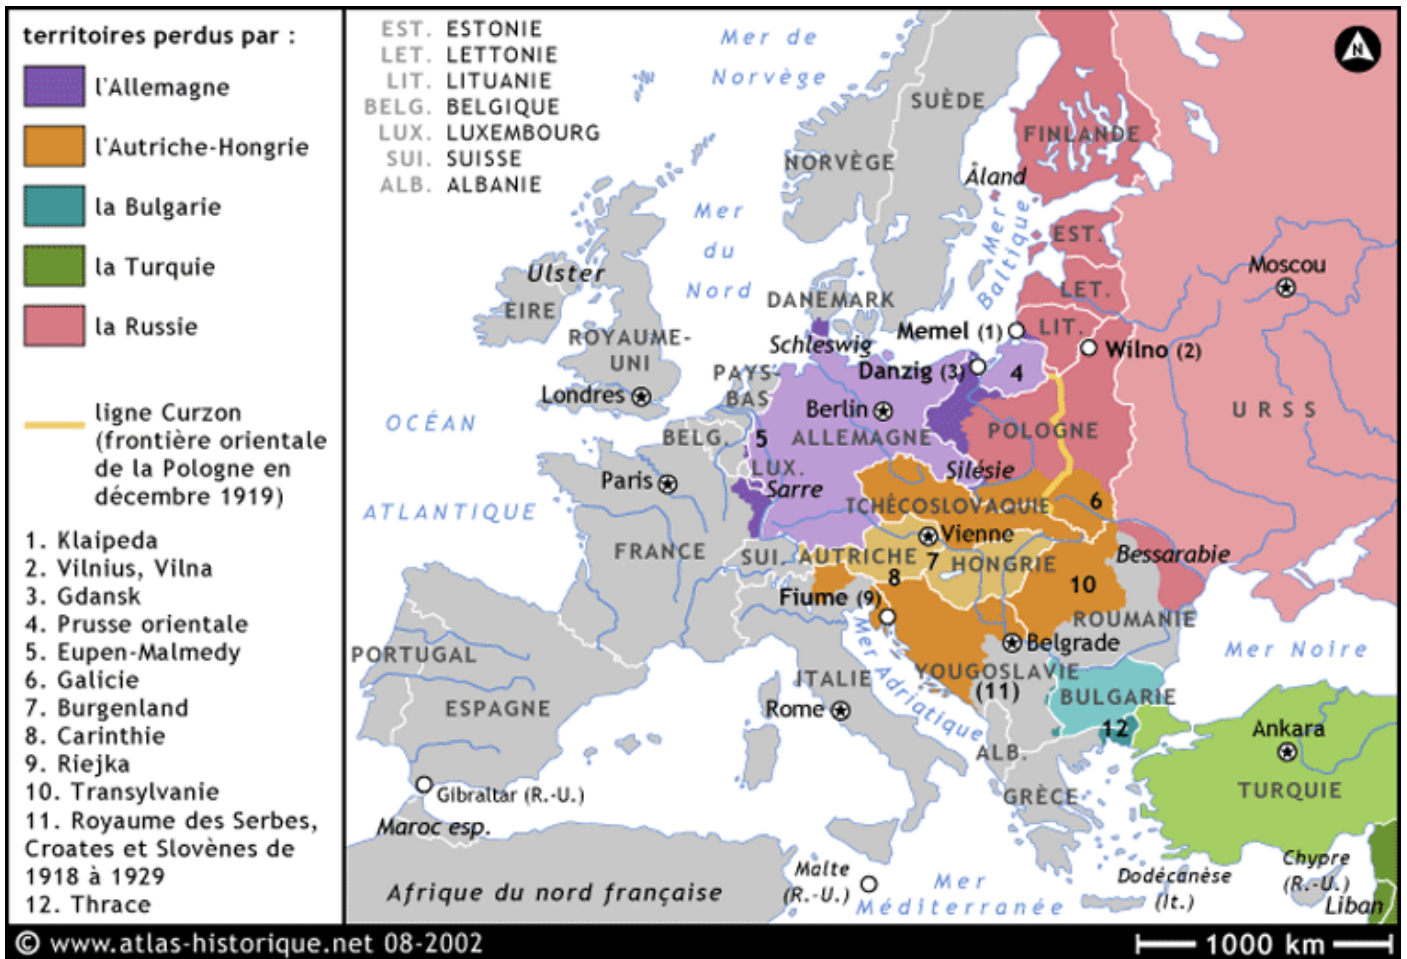 territoires perdus par :
l'Allemagne
l'Autriche-Hongrie
la Bulgarie
la Turquie
la Russie
ligne Curzon
(frontière orientale
de la Pologne en
décembre 1919)
1. Klaipeda
2. Vilnius, Vilna
3. Gdansk
4. Prusse orientale
5. Eupen-Malmedy
6. Galicie
7. Burgenland
8. Carinthie
9. Riejka
10. Transylvanie
11. Royaume des Serbes,
Croates et Slovènes de
1918 à 1929
12. Thrace
EST. ESTONIE
LET. LETTONIE
LIT. LITUANIE
BELG. BELGIQUE
LUX. LUXEMBOURG
SUI. SUISSE
ALB. ALBANIE
N
Mer de
Norvège
SUÈDE
FINLANDE
NORVÈGE
Åland
Mer
Baltique
Mer
du
Nord
EST.
Moscou
Ulster
LET.
EIRE
DANEMARK
ROYAUME-
UNI
Memel (1)
LIT.
Schleswig
Wilno (2)
PAYS-
BAS
Danzig (3)
4
Londres
Berlin
URSS
OCÉAN
ATLANTIQUE
BELG.
5
ALLEMAGNE
POLOGNE
LUX.
Silésie
Paris
Sarre
TCHÉCOSLOVAQUIE
6
Vienne
FRANCE
SUI.
AUTRICHE
7
HONGRIE
Bessarabie
8
10
Fiume (9)
ROUMANIE
Belgrade
Mer Noire
PORTUGAL
Mer Adriatique
YOUGOSLAVIE
(11)
ITALIE
BULGARIE
ESPAGNE
Rome
12
Ankara
ALB.
TURQUIE
GRÈCE
Gibraltar (R.-U.)
Maroc esp.
Malte
(R.-U.)
Mer
Méditerranée
Dodécanèse
(It.)
Chypre
(R.-U.)
Liban
Afrique du nord française
© www.atlas-historique.net 08-2002
1000 km